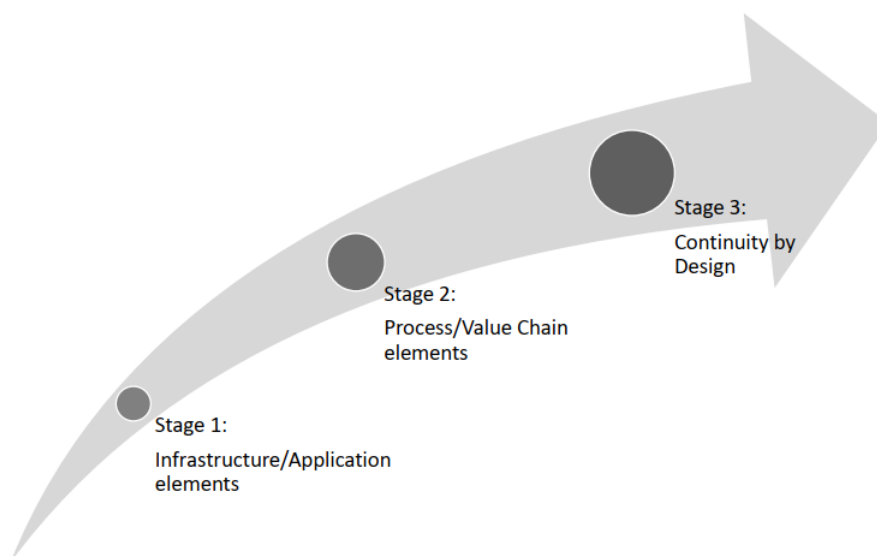 Stage 3:
Continuity by
Design
Stage 2:
Process/Value Chain
elements
Stage 1:
Infrastructure/Application
elements